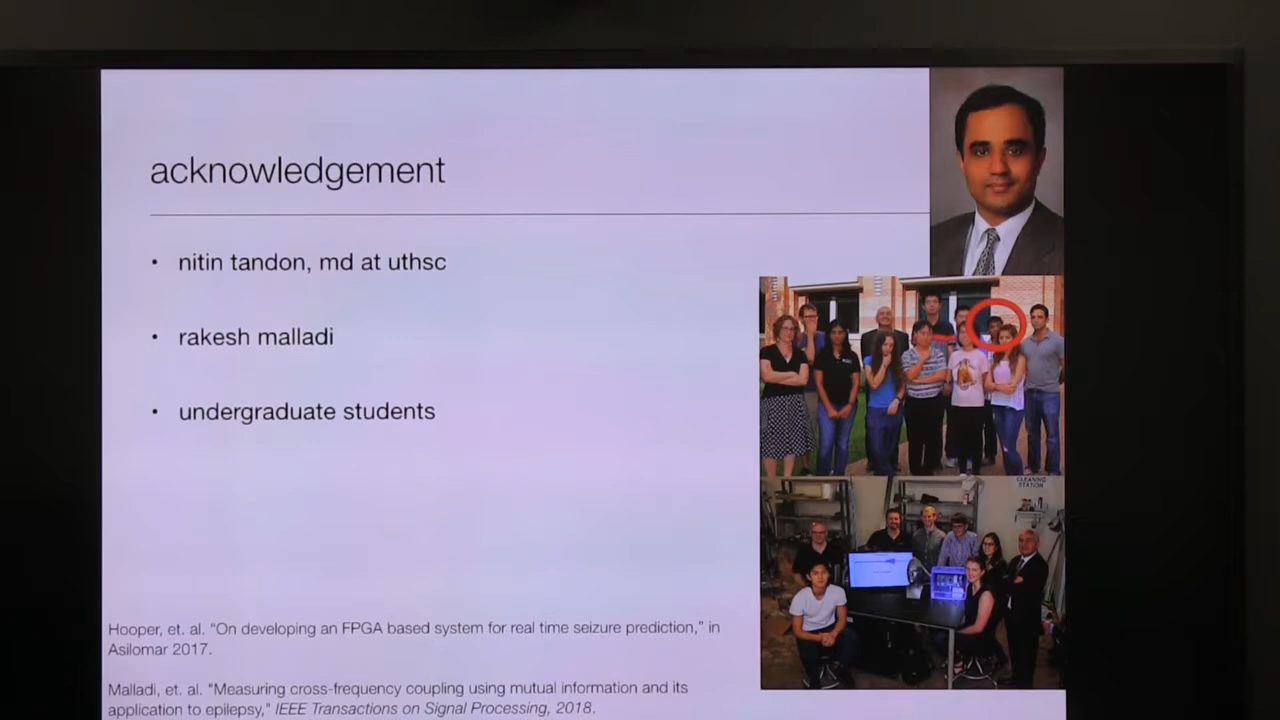 acknowledgement
• nitin tandon, md at uthsc
• rakesh malladi
• undergraduate students
CLEANING
STATION
Hooper, et. al. “On developing an FPGA based system for real time seizure prediction,” in
Asilomar 2017.
Malladi, et. al. “Measuring cross-frequency coupling using mutual information and its
application to epilepsy,” IEEE Transactions on Signal Processing, 2018.